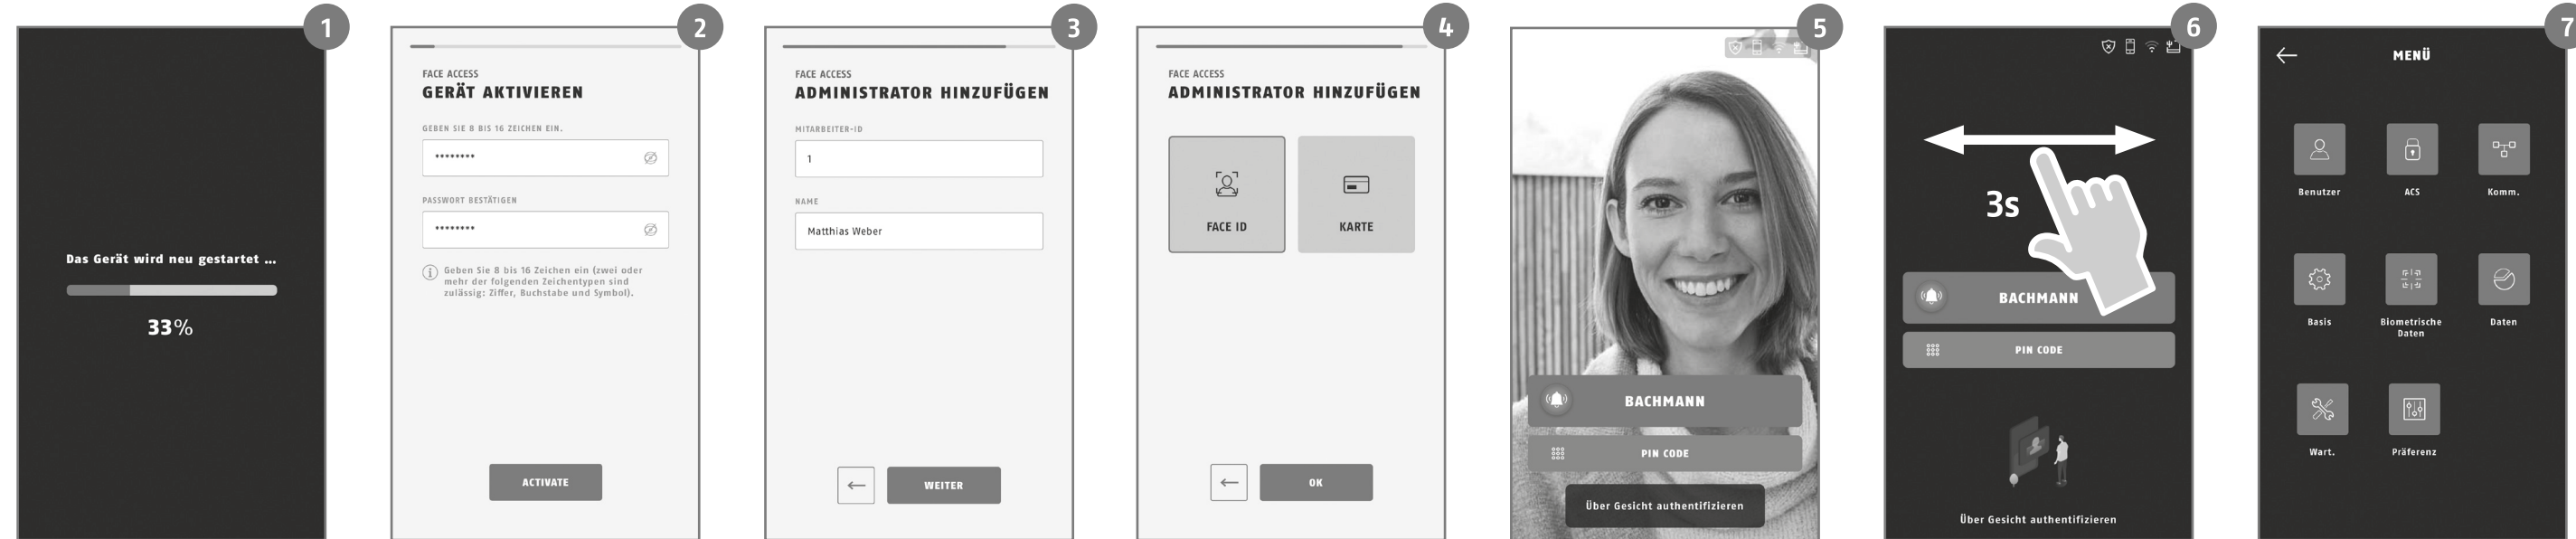 1
Das Gerät wird neu gestartet ...
33%
2
FACE ACCESS
GERÄT AKTIVIEREN
GEBEN SIE 8 BIS 16 ZEICHEN EIN.
********
PASSWORT BESTÄTIGEN
********
Geben Sie 8 bis 16 Zeichen ein (zwei oder
mehr der folgenden Zeichentypen sind
zulässig: Ziffer, Buchstabe und Symbol).
ACTIVATE
3
FACE ACCESS
ADMINISTRATOR HINZUFÜGEN
MITARBEITER-ID
1
NAME
Matthias Weber
WEITER
4
FACE ACCESS
ADMINISTRATOR HINZUFÜGEN
FACE ID
KARTE
OK
5
BACHMANN
PIN CODE
Über Gesicht authentifizieren
6
3s
BACHMANN
PIN CODE
Über Gesicht authentifizieren
7
MENÜ
Benutzer
ACS
Komm.
Basis
Biometrische
Daten
Daten
Wart.
Präferenz